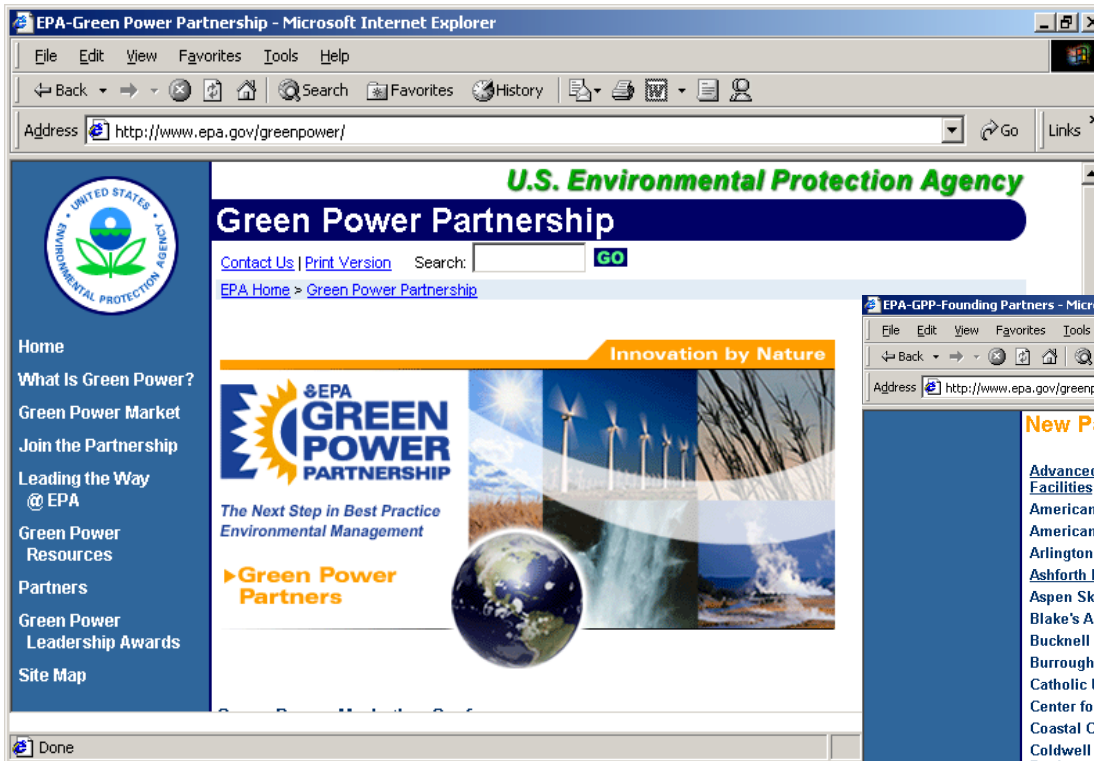 EPA-Green Power Partnership - Microsoft Internet Explorer
File Edit View Favorites Tools Help
Back Search Favorites History
Address http://www.epa.gov/greenpower/ Go Links
UNITED STATES ENVIRONMENTAL PROTECTION AGENCY
U.S. Environmental Protection Agency
Green Power Partnership
Contact Us | Print Version Search: GO
EPA Home > Green Power Partnership
Home
What Is Green Power?
Green Power Market
Join the Partnership
Leading the Way
@ EPA
Green Power
Resources
Partners
Green Power
Leadership Awards
Site Map
Innovation by Nature
EPA
GREEN
POWER
PARTNERSHIP
The Next Step in Best Practice
Environmental Management
Green Power
Partners
Done
EPA-GPP-Founding Partners - Micr
File Edit View Favorites Tools
Back
Address http://www.epa.gov/greenp
New P
Advanced
Facilities
American
American
Arlington
Ashforth
Aspen Sk
Blake's A
Bucknell
Burrough
Catholic
Center fo
Coastal C
Coldwell